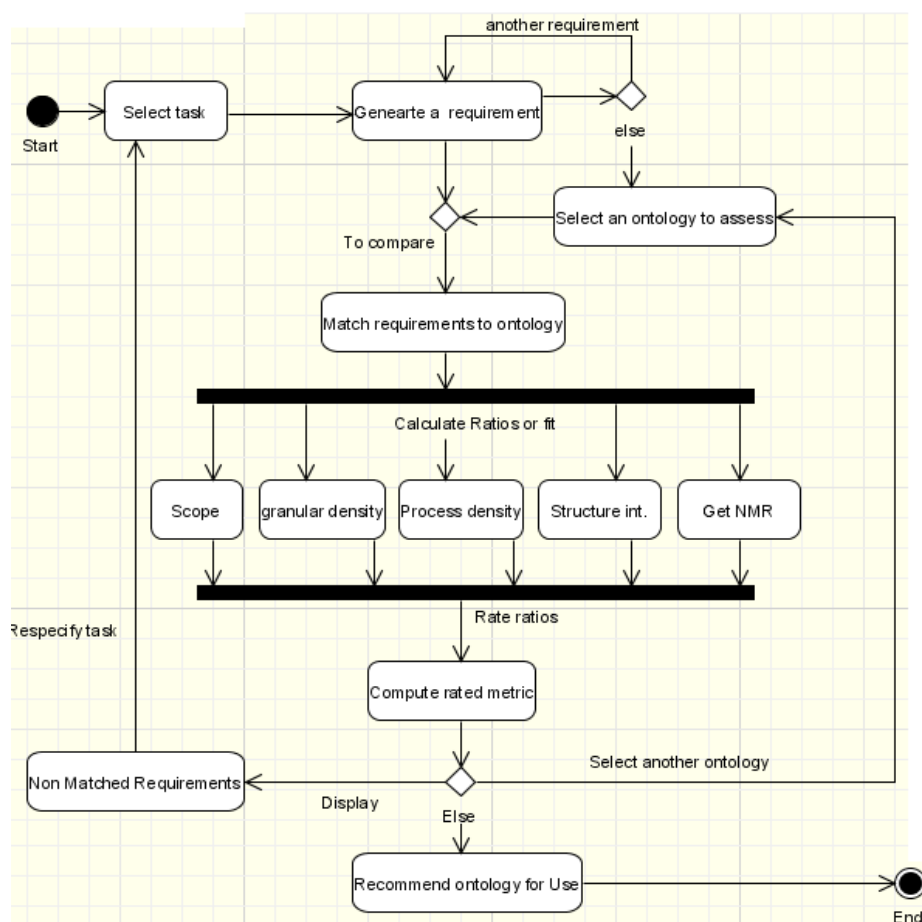 another requirement
Select task
Genearte a requirement
Start
else
Select an ontology to assess
To compare
Match requirements to ontology
Calculate Ratios or fit
Scope
granular density
Process density
Structure int.
Get NMR
Rate ratios
Respecify task
Compute rated metric
Select another ontology
Non Matched Requirements
Display
Else
Recommend ontology for Use
End